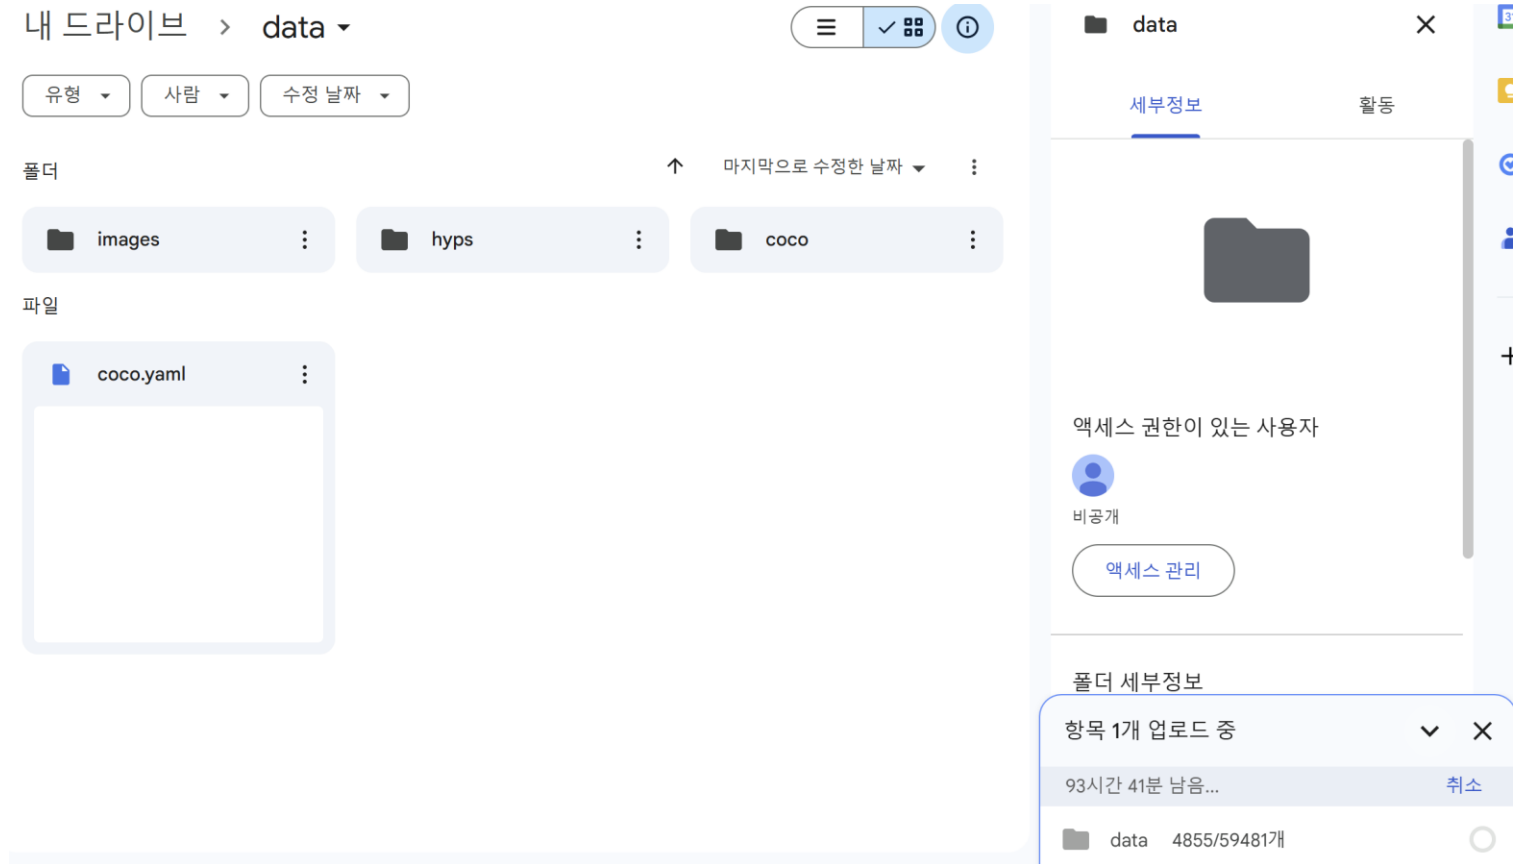 내 드라이브 > data
유형
사람
수정 날짜
폴더
마지막으로 수정한 날짜
images
hyps
coco
파일
coco.yaml
data
세부정보
활동
액세스 권한이 있는 사용자
비공개
액세스 관리
폴더 세부정보
항목 1개 업로드 중
93시간 41분 남음...
취소
data 4855/59481개